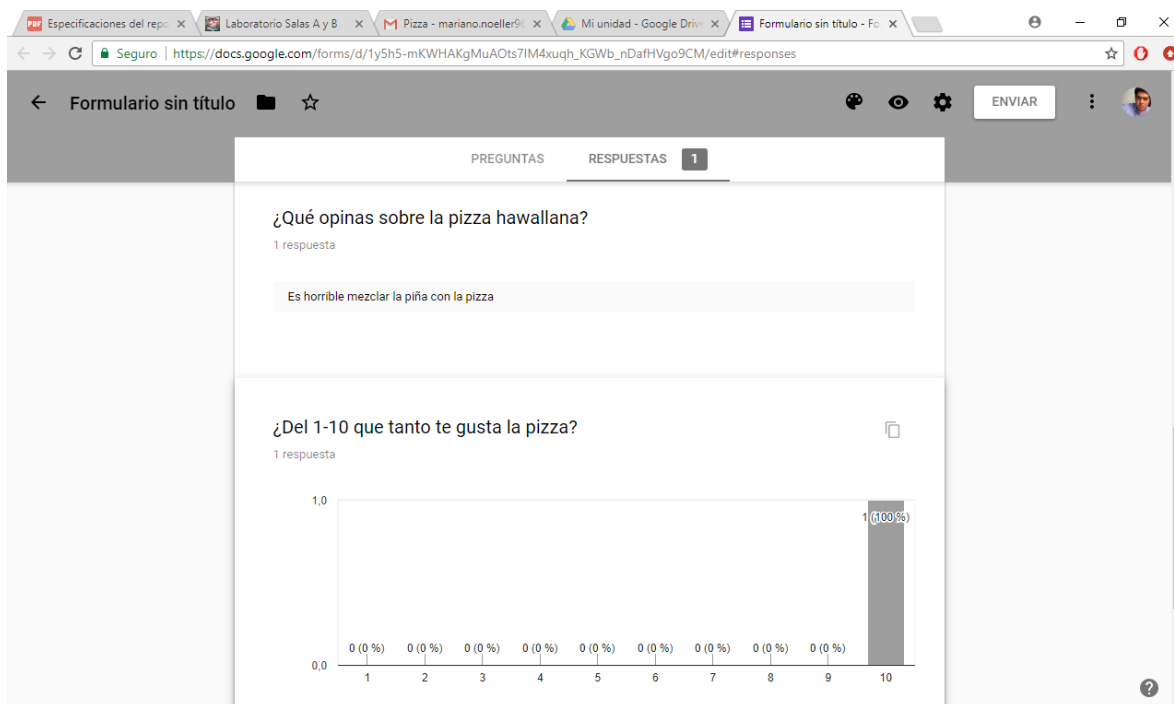 PDF Especificaciones del repo
Laboratorio Salas A y B
Pizza - mariano.noeller96
Mi unidad - Google Drive
Formulario sin título - Fo
Seguro | https://docs.google.com/forms/d/1y5h5-mKWHAKgMuAOts7IM4xuqh_KGWb_nDafHVgo9CM/edit#responses
Formulario sin título
ENVIAR
PREGUNTAS
RESPUESTAS 1
¿Qué opinas sobre la pizza hawallana?
1 respuesta
Es horrible mezclar la piña con la pizza
¿Del 1-10 que tanto te gusta la pizza?
1 respuesta
1,0
1 (100 %)
0 (0 %) 0 (0 %) 0 (0 %) 0 (0 %) 0 (0 %) 0 (0 %) 0 (0 %) 0 (0 %) 0 (0 %)
0,0
1 2 3 4 5 6 7 8 9 10